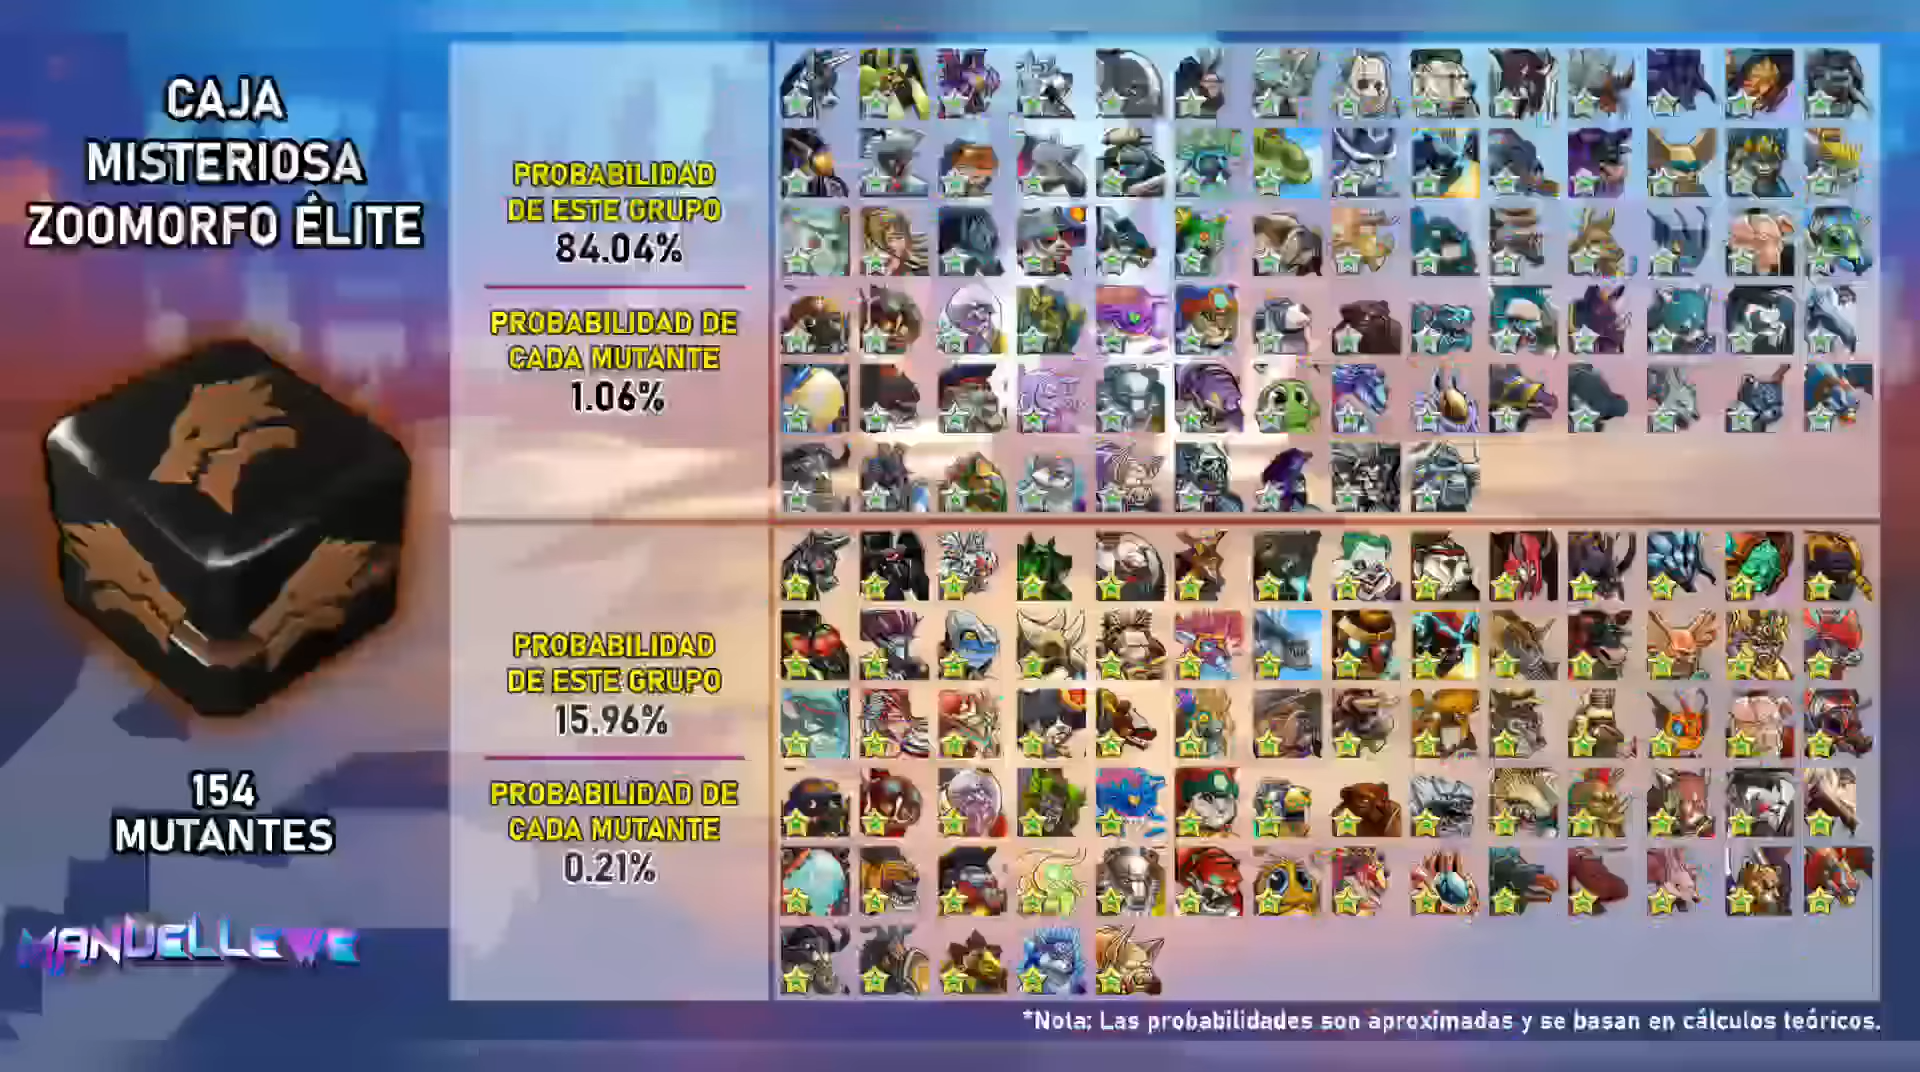 CAJA
MISTERIOSA
ZOOMORFO ÉLITE
154
MUTANTES
MANUELLEWE
PROBABILIDAD
DE ESTE GRUPO
84.04%
PROBABILIDAD DE
CADA MUTANTE
1.06%
PROBABILIDAD
DE ESTE GRUPO
15.96%
PROBABILIDAD DE
CADA MUTANTE
0.21%
*Nota: Las probabilidades son aproximadas y se basan en cálculos teóricos.